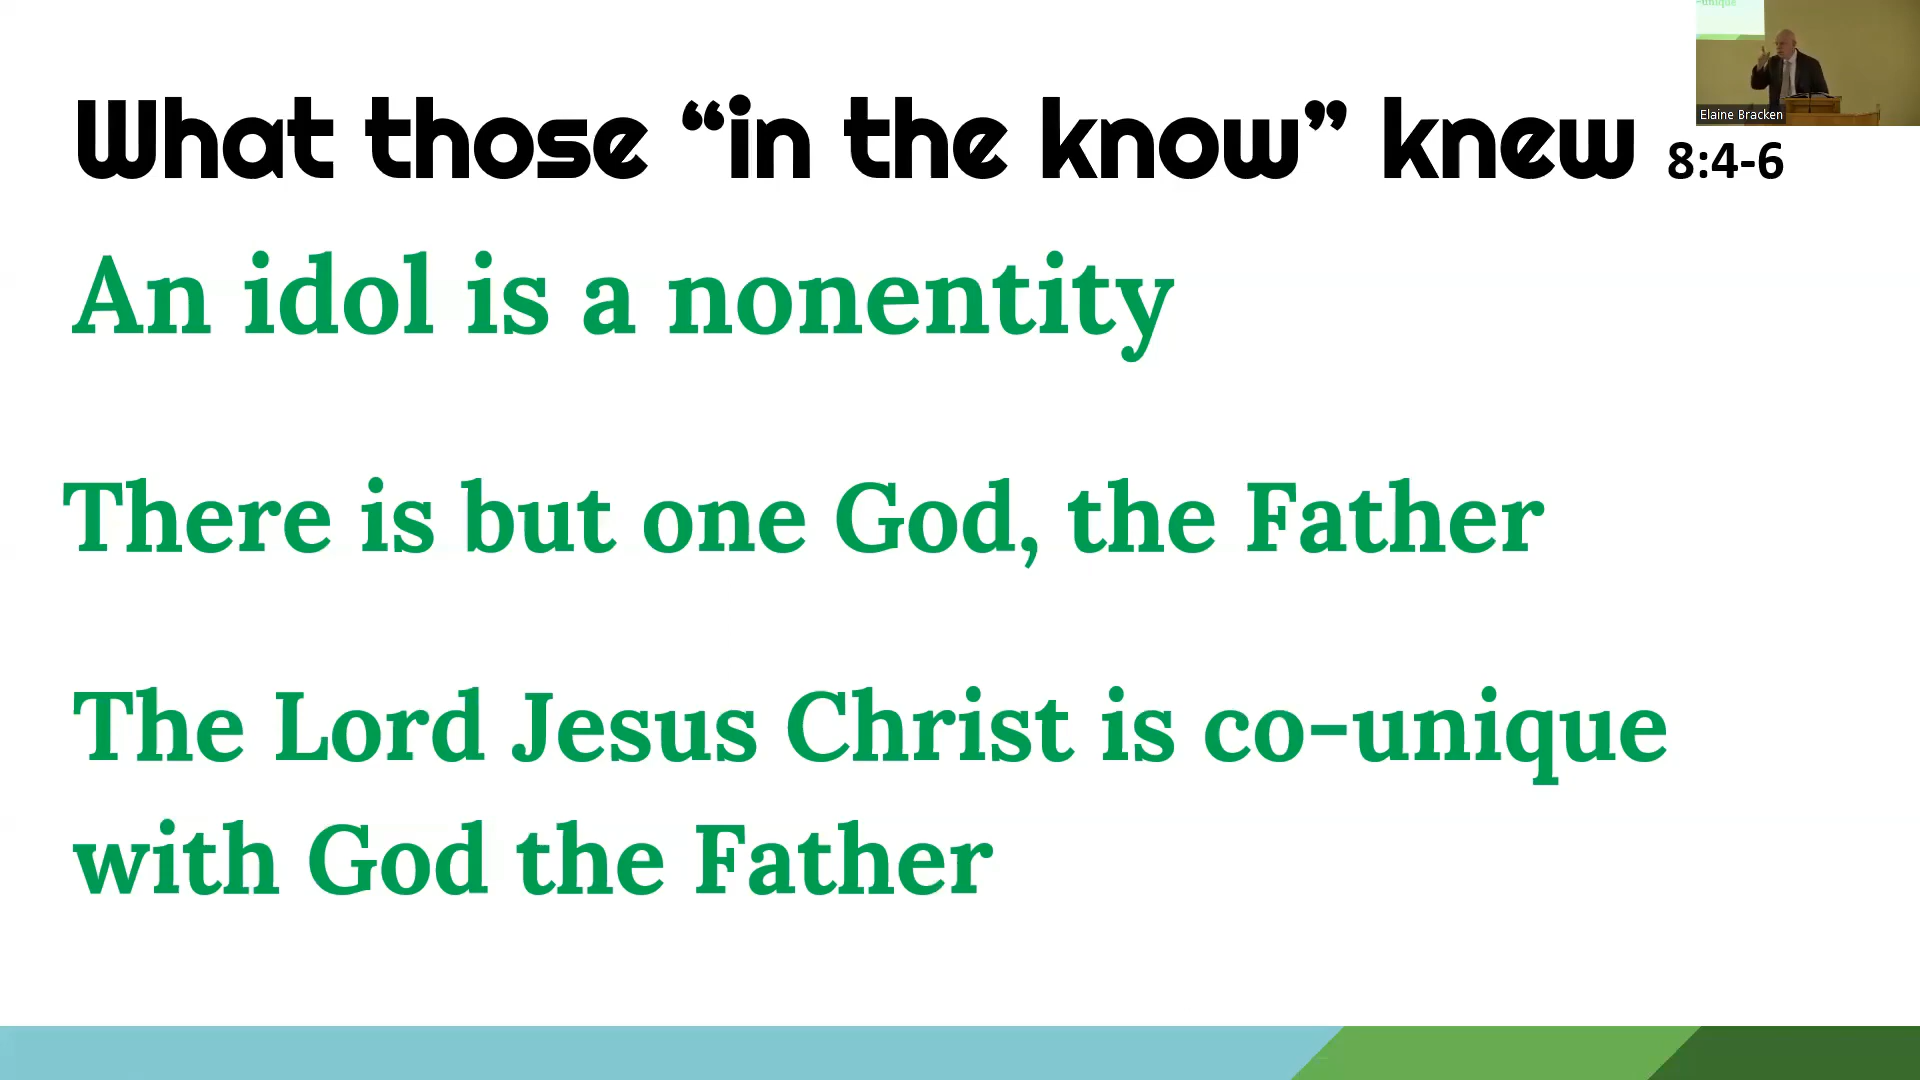 What those “in the know” knew 8:4-6
An idol is a nonentity
There is but one God, the Father
The Lord Jesus Christ is co-unique
with God the Father
-unique
Elaine Bracken